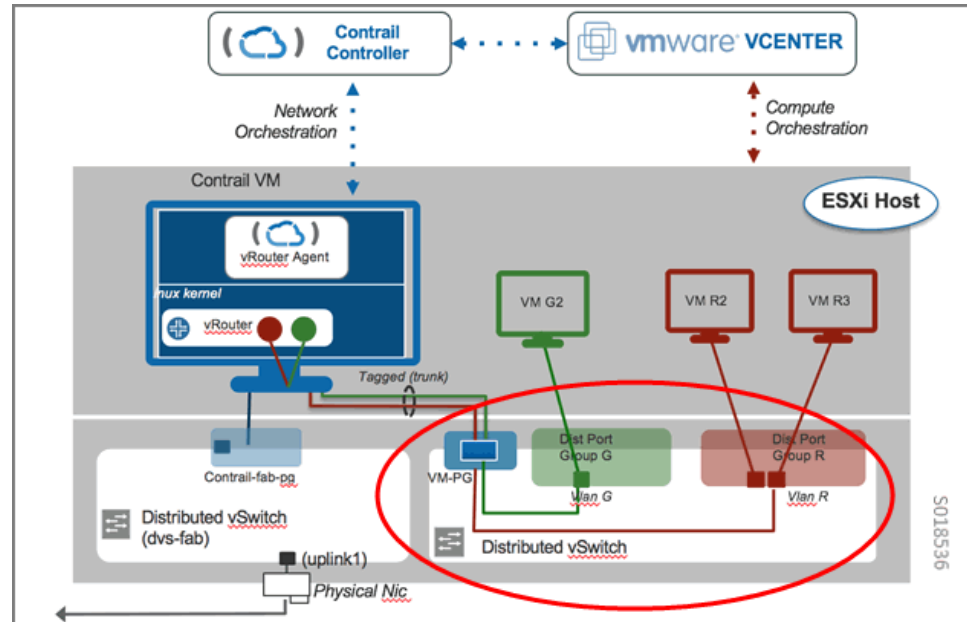 Contrail
Controller
vmware VCENTER
Network
Orchestration
Compute
Orchestration
Contrail VM
ESXi Host
vRouter Agent
inux kernel
vRouter
VM G2
VM R2
VM R3
Tagged (trunk)
Contrail-fab-pg
VM-PG
Dist Port
Group G
Vlan G
Dist Port
Group R
Vlan R
Distributed vSwitch
(dvs-fab)
Distributed vSwitch
(uplink1)
Physical Nic
S018536